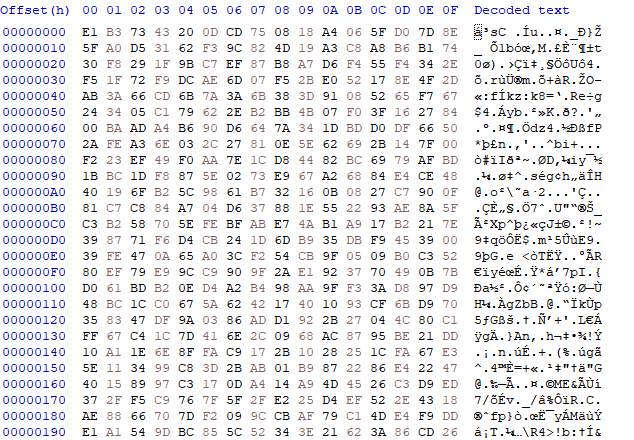 Offset(h) 00 01 02 03 04 05 06 07 08 09 0A 0B 0C 0D 0E 0F Decoded text
00000000 E1 B3 73 43 20 0D CD 75 08 18 A4 06 5F D0 7D 8E á³sC .Íu..¤._Ð}Ž
00000010 5F A0 D5 31 62 F3 9C 82 4D 19 A3 C8 A8 B6 B1 74 _ Õ1bóœ‚M.£È¨¶±t
00000020 30 F8 29 1F 9B C7 EF 87 B8 A7 D6 F4 55 F4 34 2E 0ø).›Çï‡¸§ÖôUô4.
00000030 F5 1F 72 F9 DC AE 6D 07 F5 2B E0 52 17 8E 4F 2D õ.rùÜ®m.õ+àR.ŽO-
00000040 AB 3A 66 CD 6B 7A 3A 6B 38 3D 91 08 52 65 F7 67 «:fÍkz:k8=‘.Re÷g
00000050 24 34 05 C1 79 62 2E B2 BB 4B 07 F0 3F 16 27 84 $4.Áyb.²»K.ð?.'„
00000060 00 BA AD A4 B6 90 D6 64 7A 34 1D BD D0 DF 66 50 .º.¤¶.Ödz4.½ÐßfP
00000070 2A FE A3 6E 03 2C 27 81 0E 5E 62 69 2B 14 7F 00 *þ£n.,'..^bi+...
00000080 F2 23 EF 49 F0 AA 7E 1C D8 44 82 BC 69 79 AF BD ò#ïIðª~.ØD‚¼iy¯½
00000090 1B BC 1D F8 87 5E 02 73 E9 67 A2 68 84 E4 CE 48 .¼.ø‡^.ség¢h„äÎH
000000A0 40 19 6F B2 5C 98 61 B7 32 16 0B 08 27 C7 90 0F @.o²\˜a·2...'Ç..
000000B0 81 C7 C8 84 A7 04 D6 37 88 1E 55 22 93 AE 8A 5F .ÇÈ„§.Ö7ˆ.U"“®Š_
000000C0 C3 B2 58 70 5E FE BF AB E7 4A B1 A9 17 B2 21 7E Ã²Xp^þ¿«çJ±©.²!~
000000D0 39 87 71 F6 D4 CB 24 1D 6D B9 35 DB F9 45 39 00 9‡qöÔË$.m¹5ÛùE9.
000000E0 39 FE 47 0A 65 A0 3C F2 54 CB 9F 05 09 B0 C3 52 9þG.e <òTËŸ..°ÃR
000000F0 80 EF 79 E9 9C C9 90 9F 2A E1 92 37 70 49 0B 7B €ïyéœÉ.Ÿ*á’7pI.{
00000100 D0 61 BD B2 0E D4 A2 B4 98 AA 9F F3 3A D8 97 D9 Ða½².Ô¢´˜ªŸó:Ø—Ù
00000110 48 BC 1C C0 67 5A 62 42 17 40 10 93 CF 6B D9 70 H¼.ÀgZbB.@.“ÏkÙp
00000120 35 83 47 DF 9A 03 86 AD D1 92 2B 27 04 4C 80 C1 5ƒGßš.†.Ñ’+'.L€Á
00000130 FF 67 C4 1C 7D 41 6E 2C 09 68 AC 87 95 BE 21 DD ÿgÄ.}An,.h¬‡•¾!Ý
00000140 10 A1 1E 6E 8F FA C9 17 2B 10 28 25 1C FA 67 E3 .¡.n.úÉ.+.(%.úgã
00000150 5E 11 34 99 C8 3D 2B AB 01 B9 87 22 86 E4 22 47 ^.4™È=+«.¹‡"†ä"G
00000160 40 15 89 97 C3 17 0D A4 14 A9 4D 45 26 C3 D9 ED @.‰—Ã..¤.©ME&ÃÙí
00000170 37 2F F5 C9 76 7F 5F 2F E2 25 D4 EF 52 2E 43 18 7/õÉv._/â%ÔïR.C.
00000180 AE 88 66 70 7D F2 09 CB AF 79 C1 4D E4 F9 DD ®ˆfp}ò.Ë¯yÁMäùÝ
00000190 E1 A1 54 9D BC 85 5C 52 34 3E 21 62 3A 86 CD 26 á¡T.¼…\R4>!b:†Í&